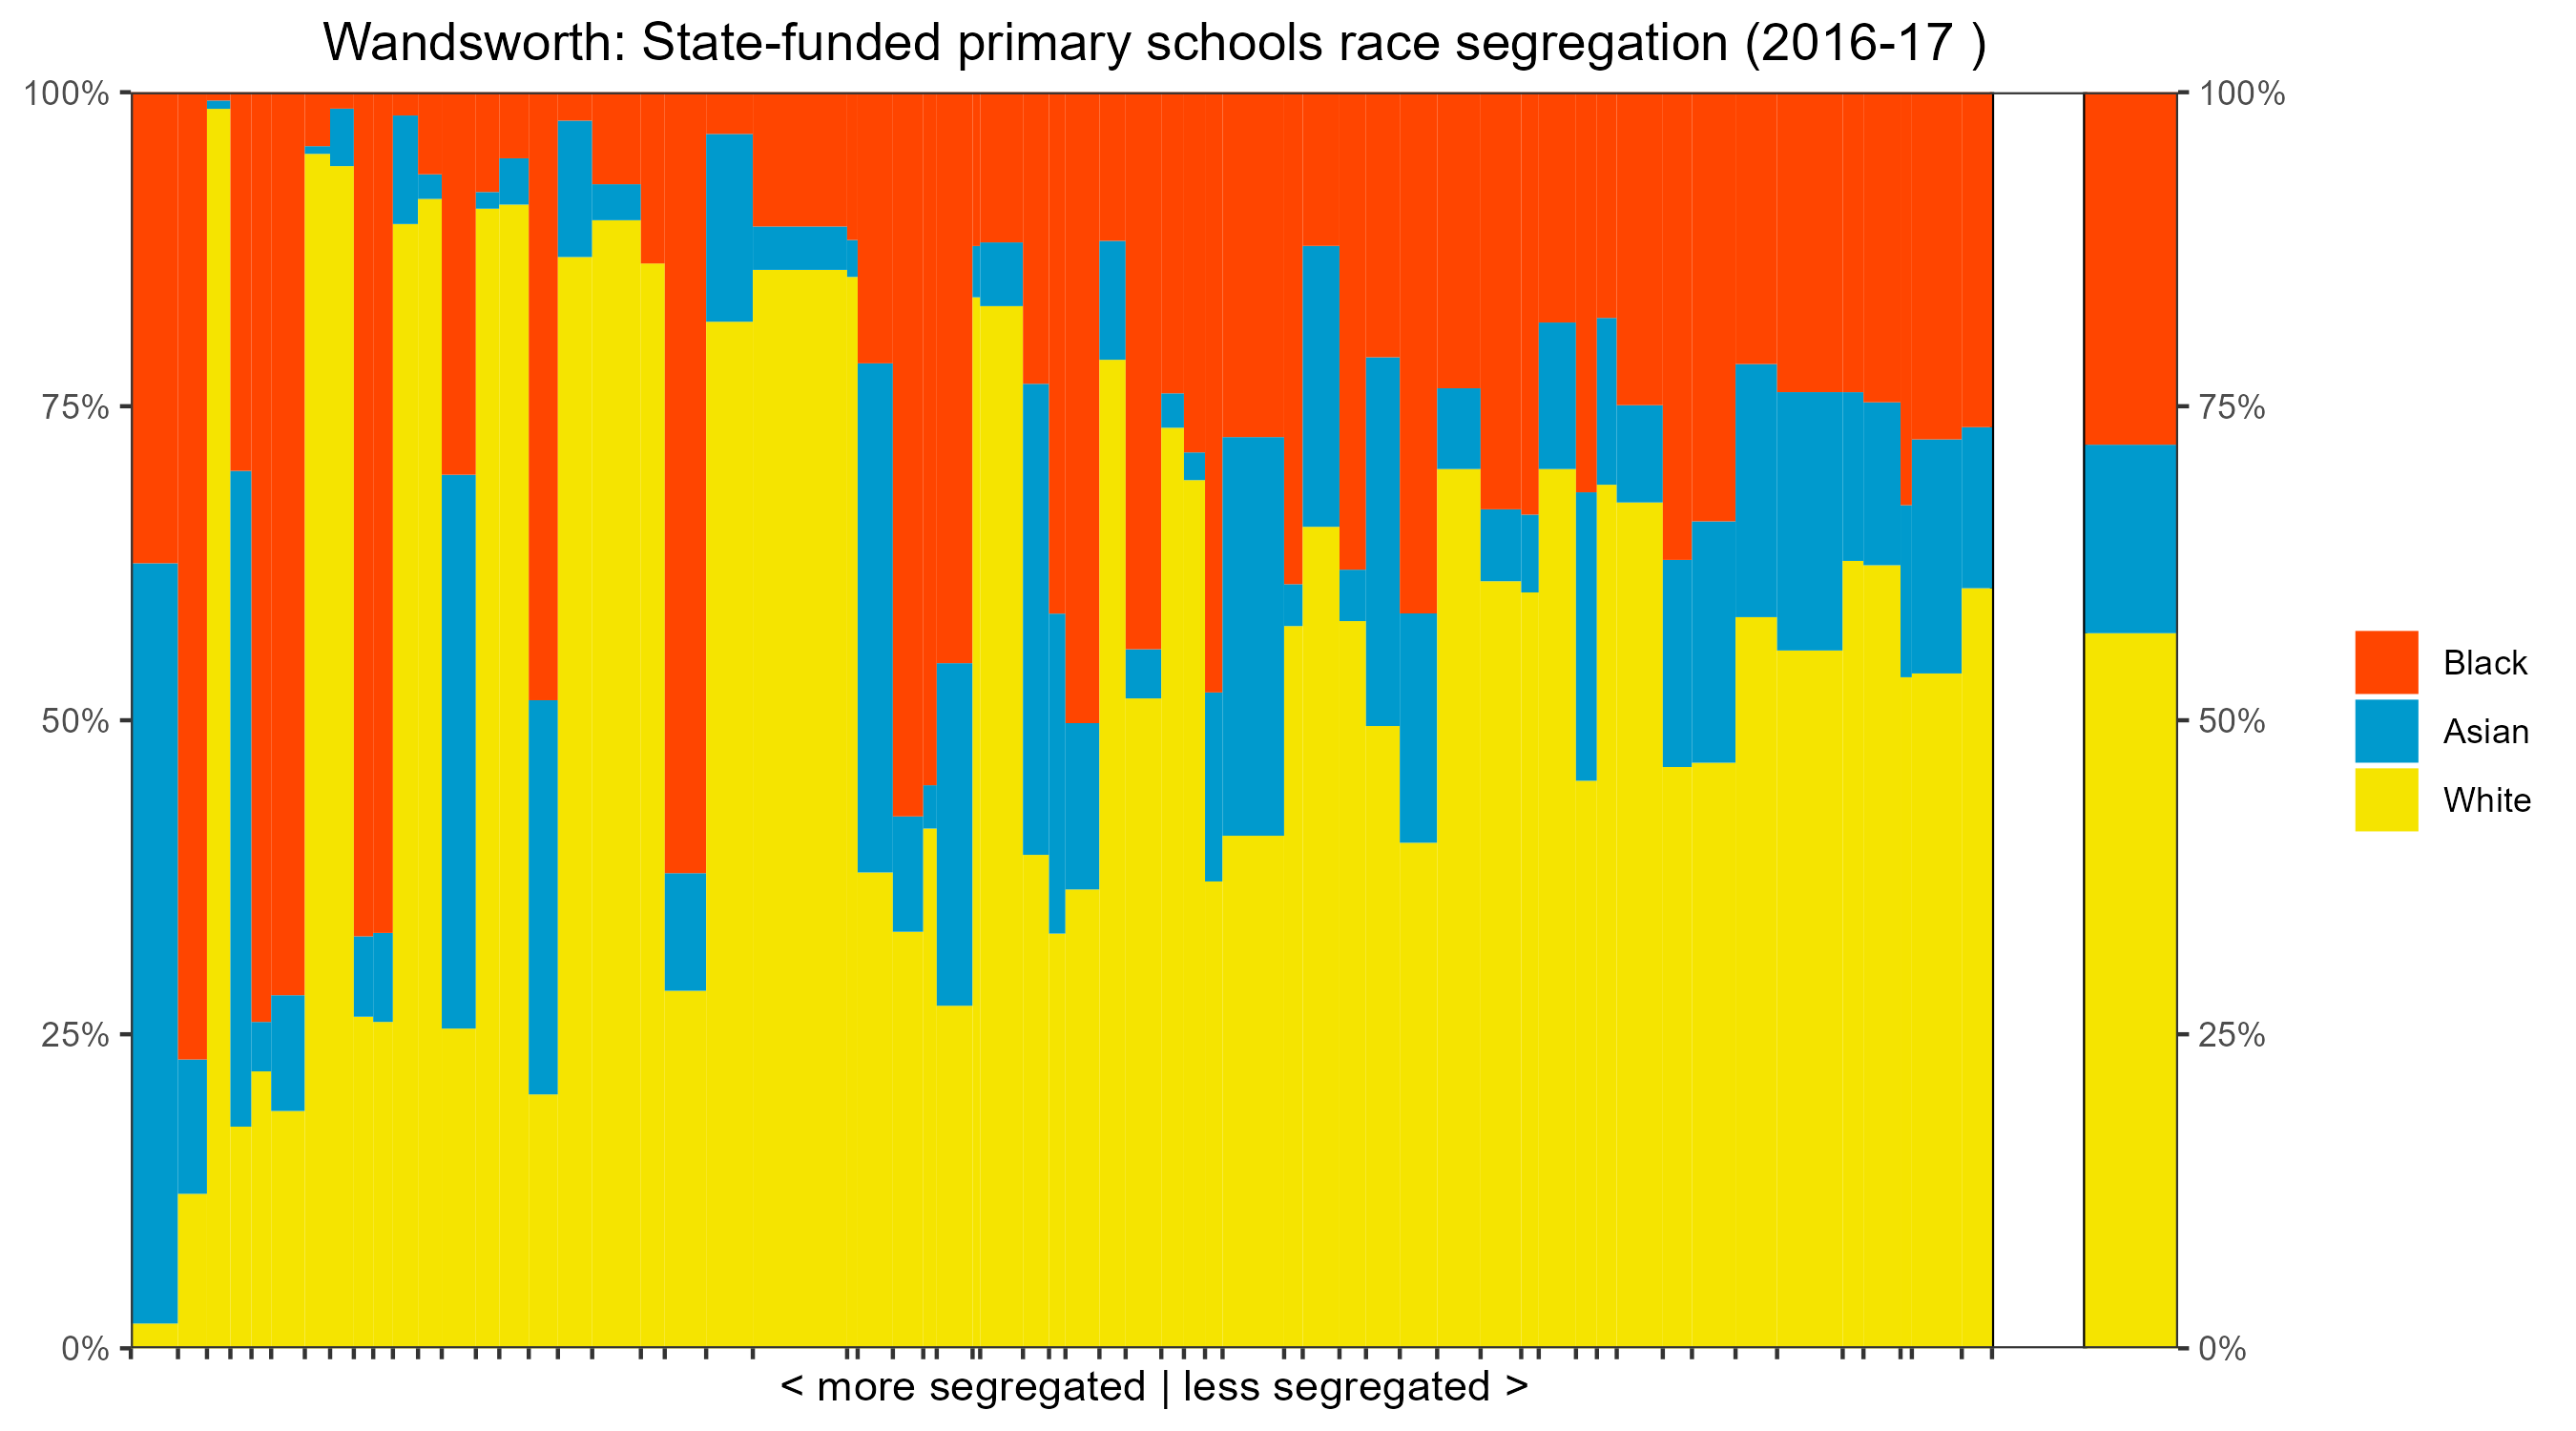 Wandsworth: State-funded primary schools race segregation (2016-17 )
100%
75%
50%
25%
0%
100%
75%
50%
25%
0%
Black
Asian
White
< more segregated | less segregated >